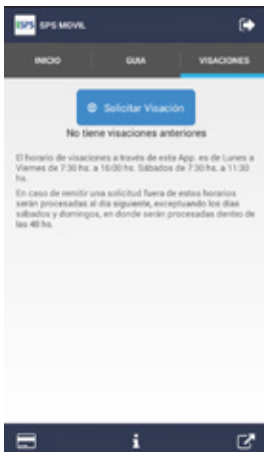 ISPS SPS MOVIL
INICIO GUIA VISACIONES
Solicitar Visación
No tiene visaciones anteriores
El horario de visaciones a través de esta App. es de Lunes a
Viernes de 7:30 hs. a 16:00 hs. Sábados de 7:30 hs. a 11:30
hs.
En caso de remitir una solicitud fuera de estos horarios
serán procesadas al día siguiente, exceptuando los días
sábados y domingos, en donde serán procesadas dentro de
las 48 hs.